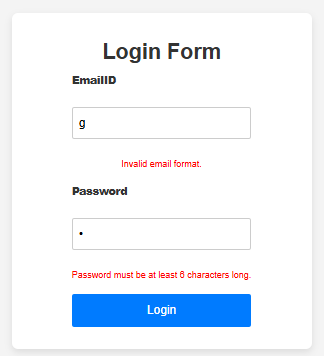 Login Form
EmailID
g
Invalid email format.
Password
•
Password must be at least 6 characters long.
Login